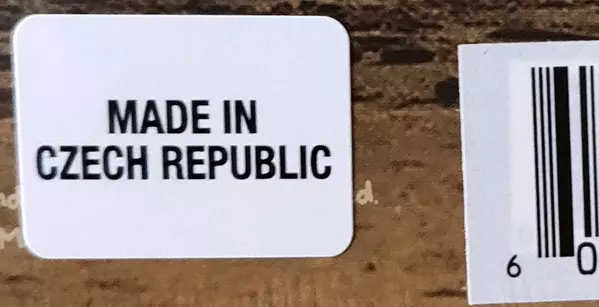 MADE IN
CZECH REPUBLIC
d.
6 0